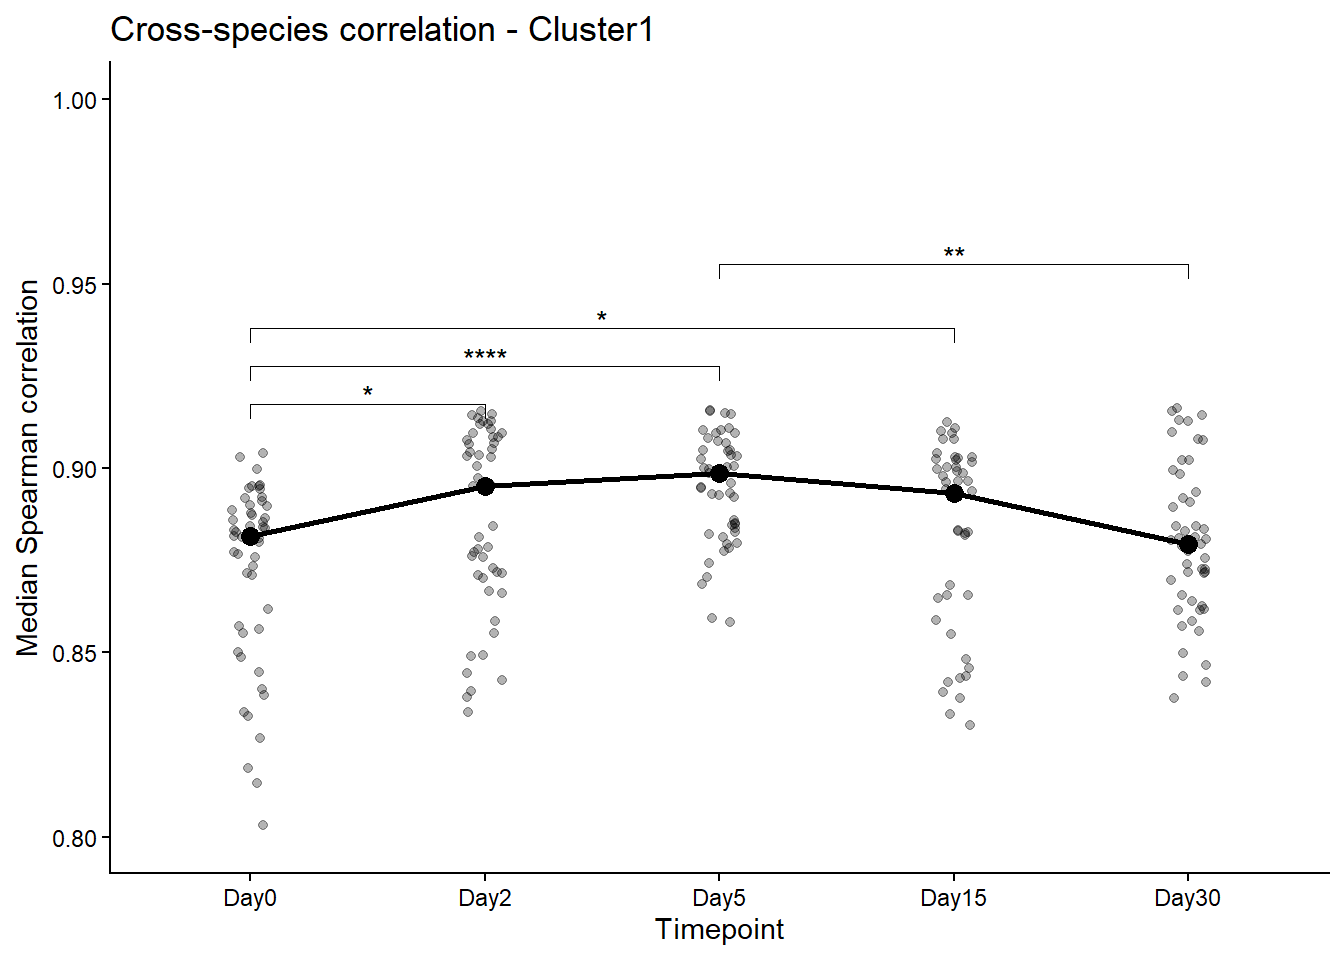 Cross-species correlation - Cluster1
Median Spearman correlation
1.00
0.95
0.90
0.85
0.80
**
*
****
*
Day0 Day2 Day5 Day15 Day30
Timepoint